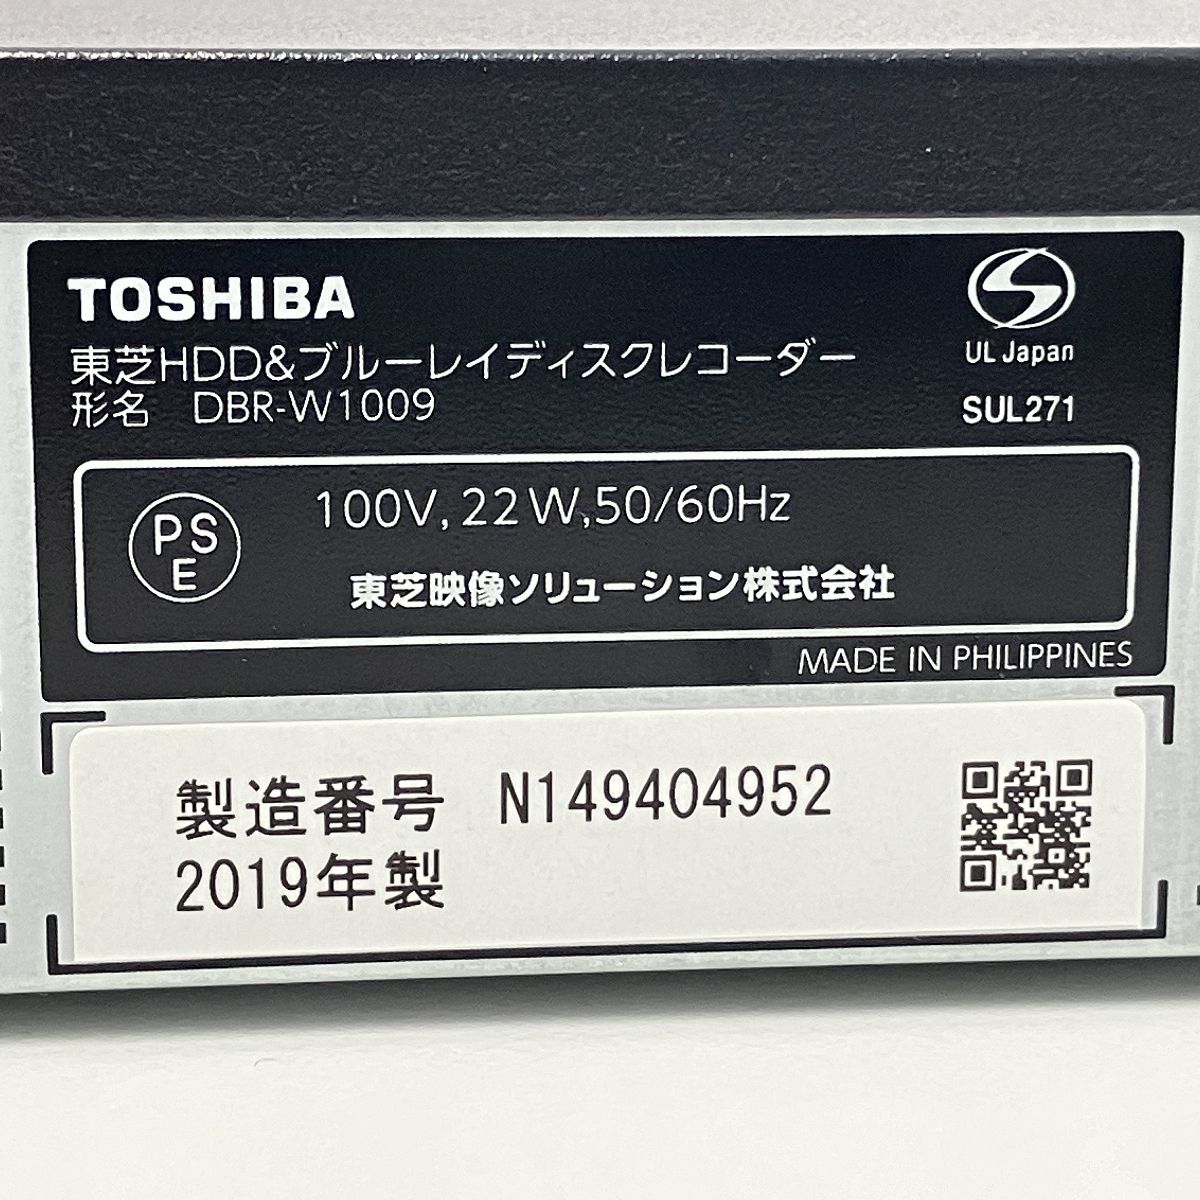 TOSHIBA
東芝HDD&ブルーレイディスクレコーダー
形名 DBR-W1009
UL Japan
SUL271
PS
E
100V, 22W, 50/60Hz
東芝映像ソリューション株式会社
MADE IN PHILIPPINES
製造番号 N149404952
2019年製